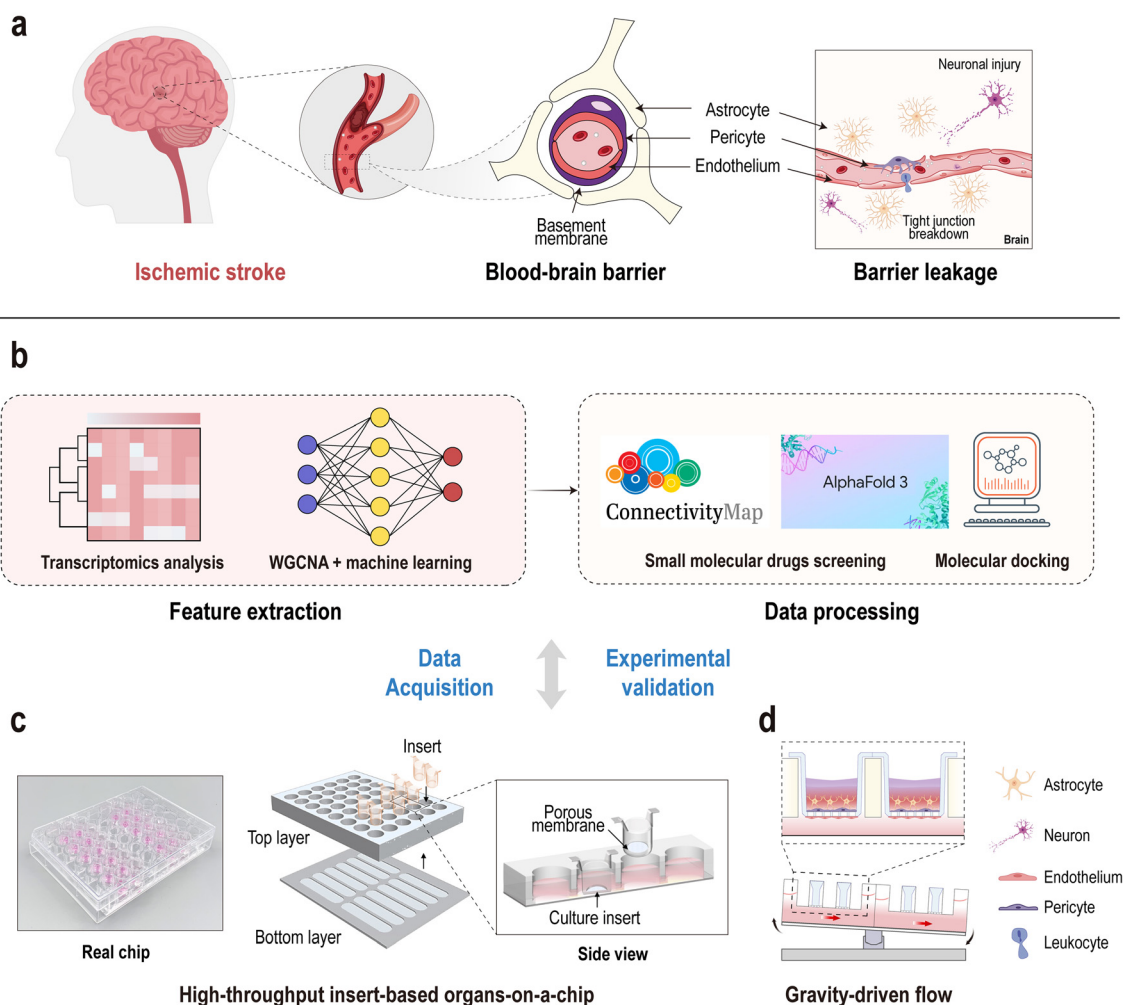 a
Neuronal injury
Astrocyte
Pericyte
Endothelium
Basement
membrane
Tight junction
breakdown
Brain
Ischemic stroke
Blood-brain barrier
Barrier leakage
b
ConnectivityMap
AlphaFold 3
Transcriptomics analysis
WGCNA + machine learning
Small molecular drugs screening
Molecular docking
Feature extraction
Data processing
Data
Acquisition
Experimental
validation
c
Insert
Top layer
Bottom layer
Porous
membrane
Culture insert
Real chip
Side view
High-throughput insert-based organs-on-a-chip
d
Astrocyte
Neuron
Endothelium
Pericyte
Leukocyte
Gravity-driven flow